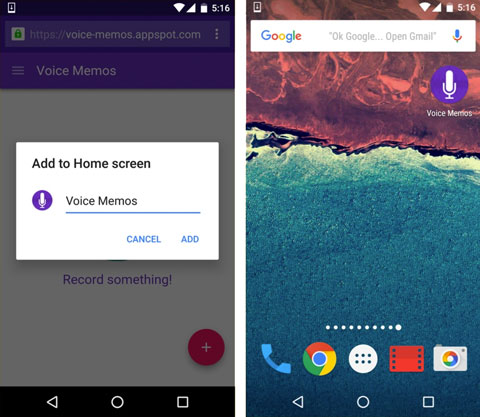 5:16
https://voice-memos.appspot.com
Voice Memos
Add to Home screen
Voice Memos
CANCEL ADD
Record something!
+
5:16
Google "Ok Google... Open Gmail"
Voice Memos